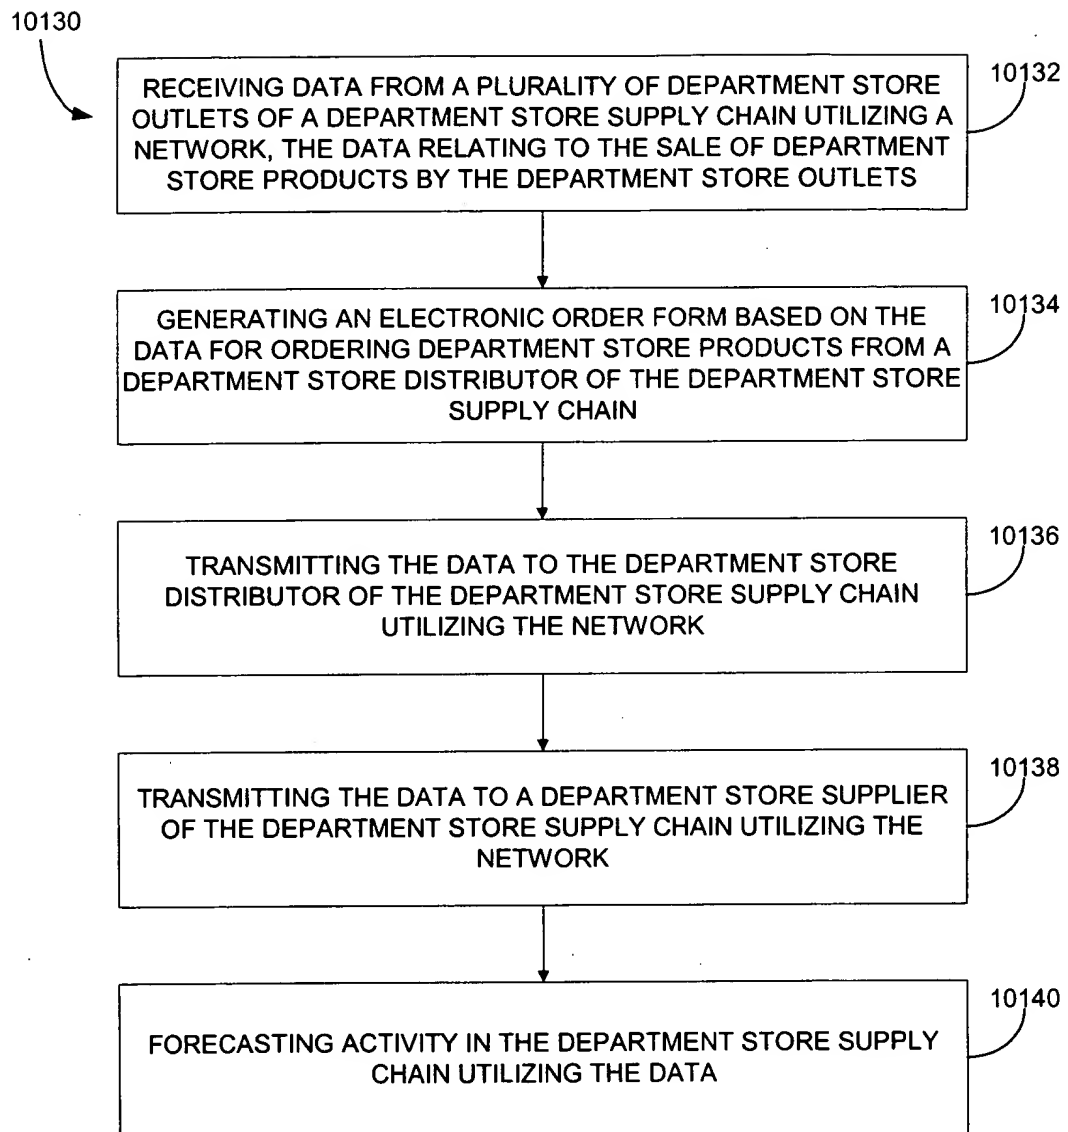 10130
RECEIVING DATA FROM A PLURALITY OF DEPARTMENT STORE
OUTLETS OF A DEPARTMENT STORE SUPPLY CHAIN UTILIZING A
NETWORK, THE DATA RELATING TO THE SALE OF DEPARTMENT
STORE PRODUCTS BY THE DEPARTMENT STORE OUTLETS
10132
GENERATING AN ELECTRONIC ORDER FORM BASED ON THE
DATA FOR ORDERING DEPARTMENT STORE PRODUCTS FROM A
DEPARTMENT STORE DISTRIBUTOR OF THE DEPARTMENT STORE
SUPPLY CHAIN
10134
TRANSMITTING THE DATA TO THE DEPARTMENT STORE
DISTRIBUTOR OF THE DEPARTMENT STORE SUPPLY CHAIN
UTILIZING THE NETWORK
10136
TRANSMITTING THE DATA TO A DEPARTMENT STORE SUPPLIER
OF THE DEPARTMENT STORE SUPPLY CHAIN UTILIZING THE
NETWORK
10138
FORECASTING ACTIVITY IN THE DEPARTMENT STORE SUPPLY
CHAIN UTILIZING THE DATA
10140